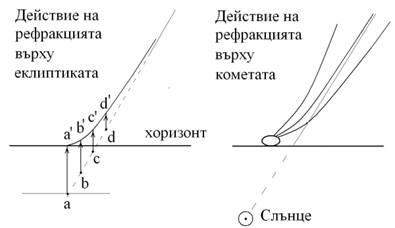 Действие на
рефракцията
върху
еклиптиката
Действие на
рефракцията
върху
кометата
a' b' c' d'
d
c
b
a
хоризонт
Слънце